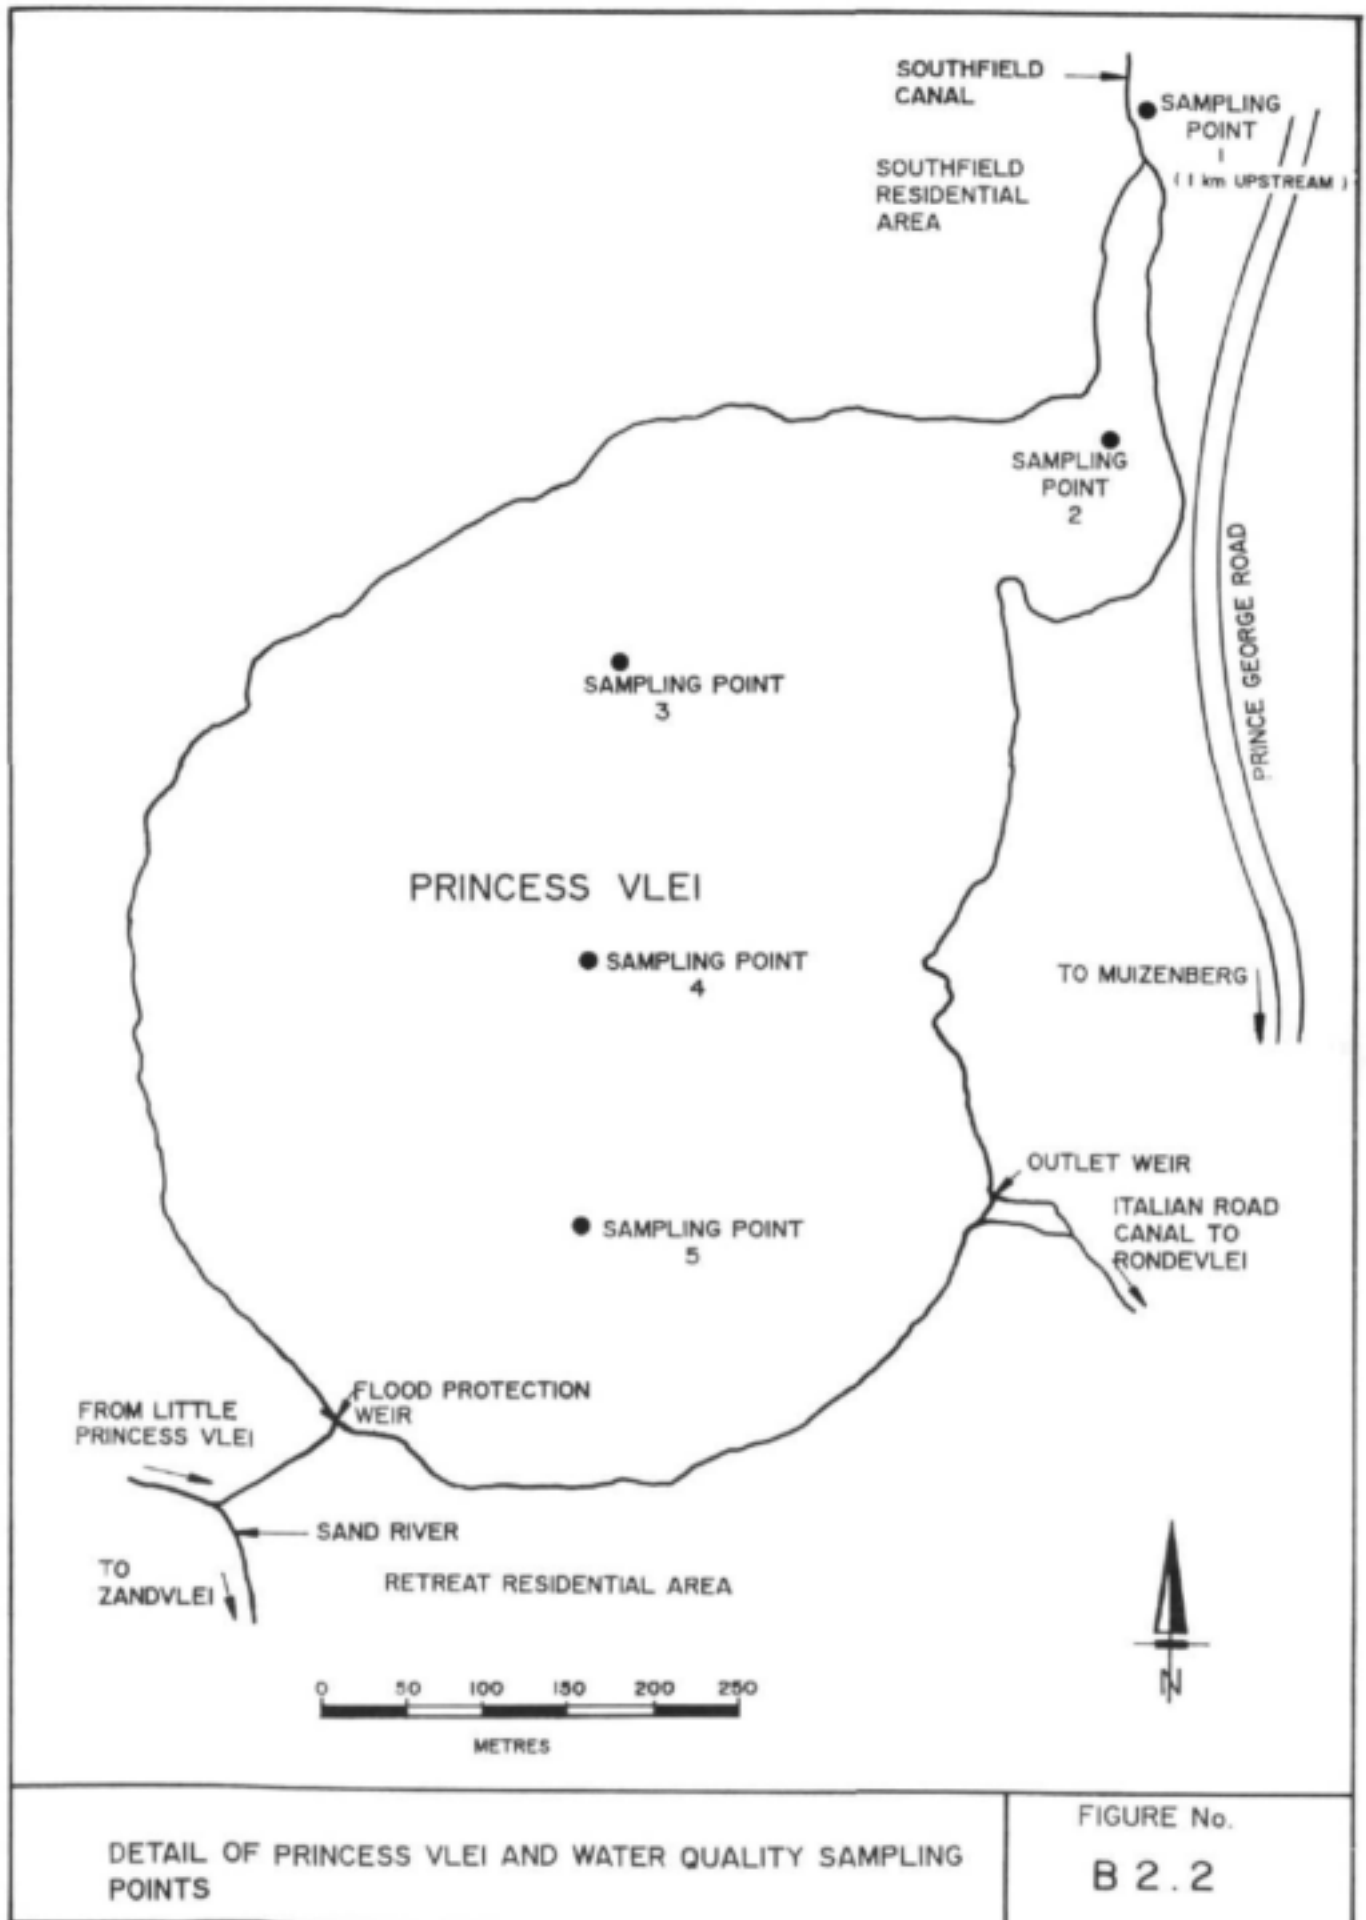 SOUTHFIELD
CANAL
SAMPLING
POINT
1
( 1 km UPSTREAM )
SOUTHFIELD
RESIDENTIAL
AREA
SAMPLING
POINT
2
PRINCE GEORGE ROAD
SAMPLING POINT
3
PRINCESS VLEI
SAMPLING POINT
4
TO MUIZENBERG
OUTLET WEIR
ITALIAN ROAD
CANAL TO
RONDEVLEI
SAMPLING POINT
5
FLOOD PROTECTION
WEIR
FROM LITTLE
PRINCESS VLEI
SAND RIVER
TO
ZANDVLEI
RETREAT RESIDENTIAL AREA
N
0 50 100 150 200 250
METRES
DETAIL OF PRINCESS VLEI AND WATER QUALITY SAMPLING
POINTS
FIGURE No.
B 2.2